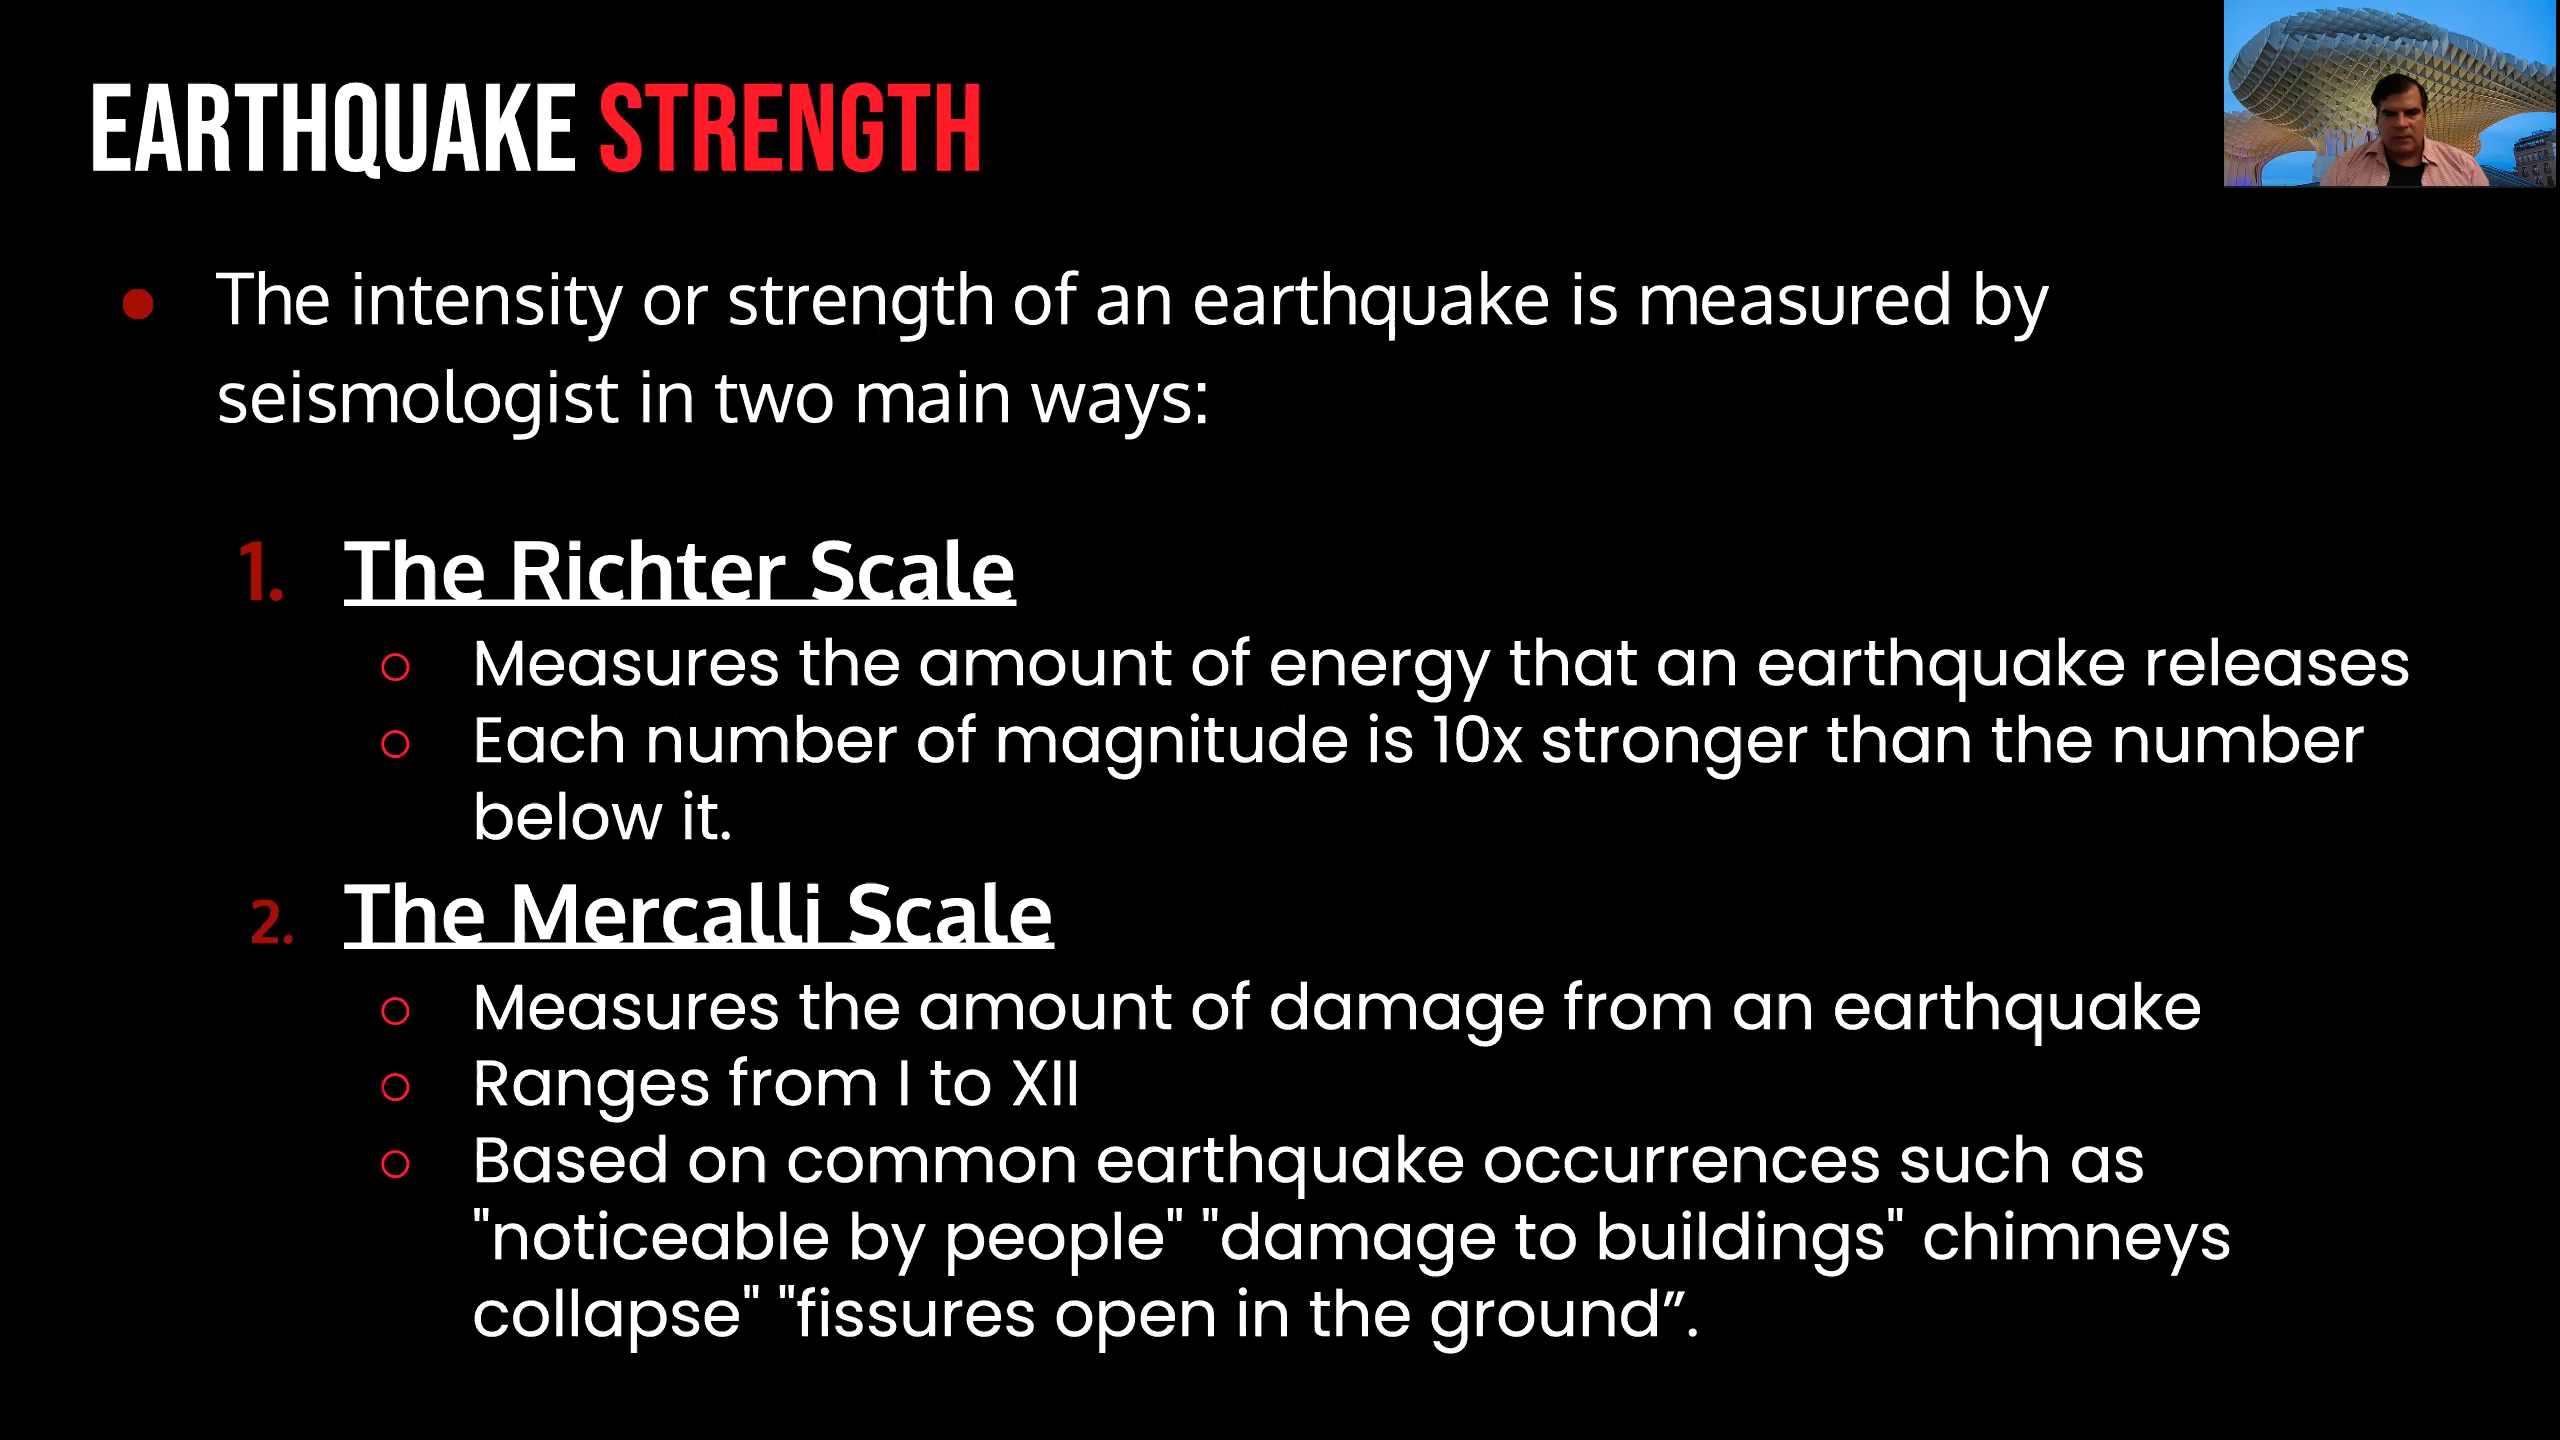 EARTHQUAKE STRENGTH
● The intensity or strength of an earthquake is measured by
seismologist in two main ways:
1. The Richter Scale
○ Measures the amount of energy that an earthquake releases
○ Each number of magnitude is 10x stronger than the number
below it.
2. The Mercalli Scale
○ Measures the amount of damage from an earthquake
○ Ranges from I to XII
○ Based on common earthquake occurrences such as
"noticeable by people" "damage to buildings" chimneys
collapse" "fissures open in the ground”.